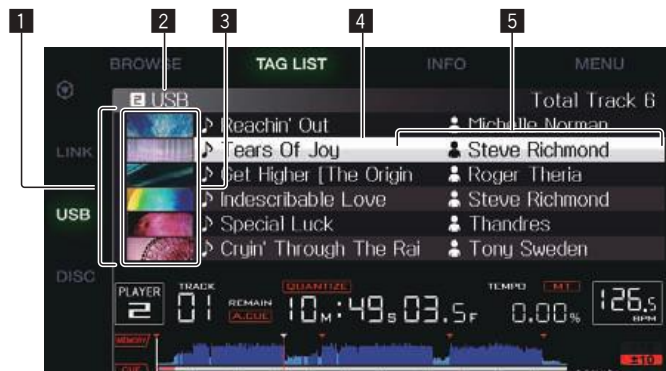 1 2 3 4 5
BROWSE TAG LIST INFO MENU
2 USB Total Track 6
Reachin' Out Michelle Norman
LINK
Tears Of Joy Steve Richmond
Get Higher [The Origin Roger Theria
USB
Indescribable Love Steve Richmond
Special Luck Thandres
Cryin' Through The Rai Tony Sweden
DISC
PLAYER 2
TRACK 01
REMAIN A.CUE
QUANTIZE
10M:49s03.5F
TEMPO MT
0.00%
126.5 BPM
MEMORY
CUE
±10